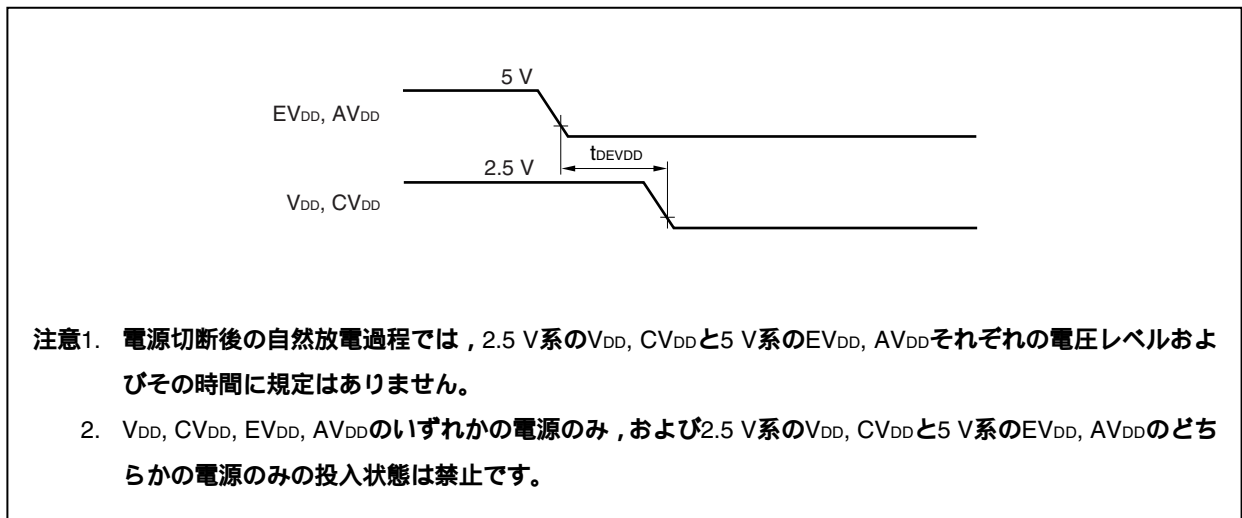 5 V
EVDD, AVDD
tDEVDD
2.5 V
VDD, CVDD
注意1. 電源切断後の自然放電過程では，2.5 V系のVDD, CVDDと5 V系のEVDD, AVDDそれぞれの電圧レベルおよ
びその時間に規定はありません。
2. VDD, CVDD, EVDD, AVDDのいずれかの電源のみ，および2.5 V系のVDD, CVDDと5 V系のEVDD, AVDDのどち
らかの電源のみの投入状態は禁止です。